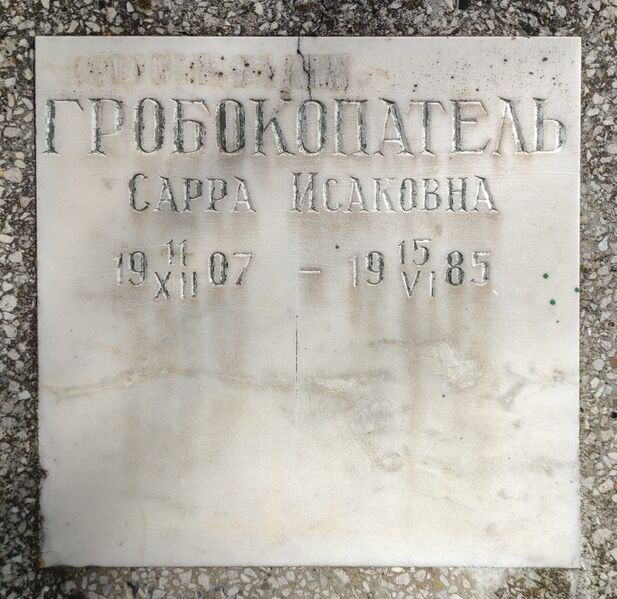 ГРОБОКОПАТЕЛЬ
САРРА ИСАКОВНА
19 11/XII 07 – 19 15/VI 85